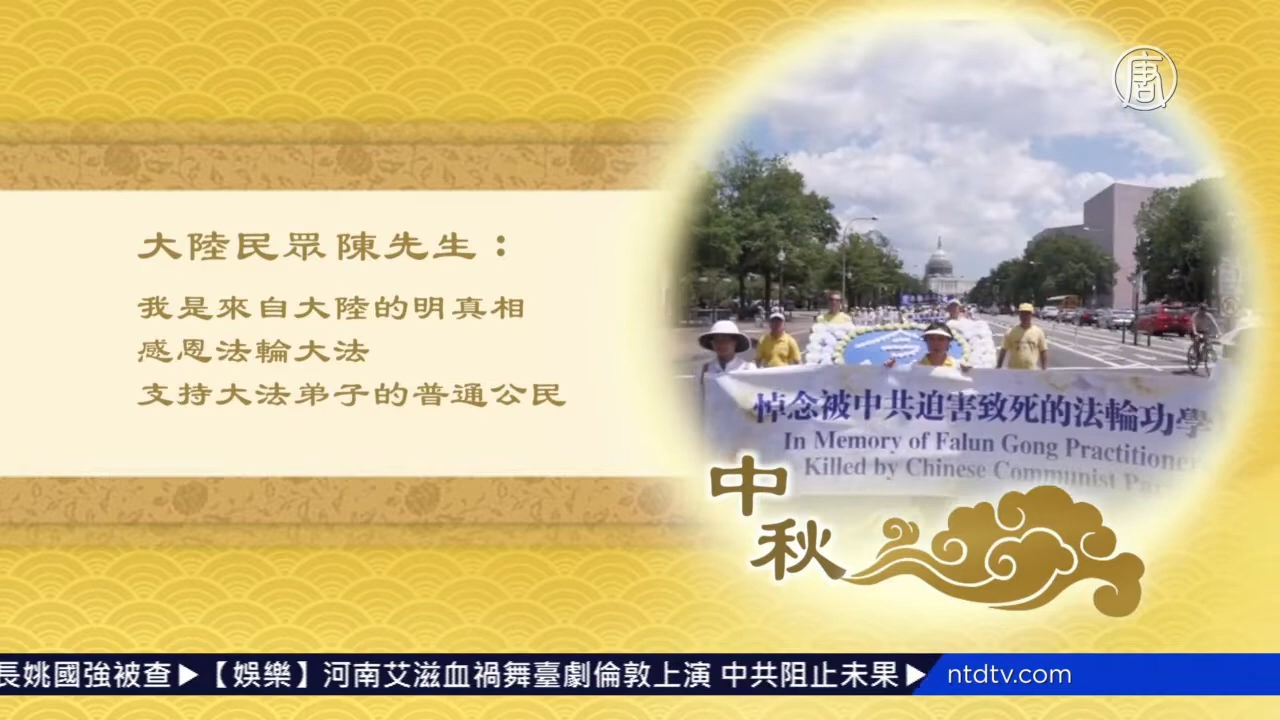 唐
大陸民眾陳先生：
我是來自大陸的明真相
感恩法輪大法
支持大法弟子的普通公民
悼念被中共迫害致死的法輪功學
In Memory of Falun Gong Practitioner
Killed by Chinese Communist
中
秋
長姚國強被查▶【娛樂】河南艾滋血禍舞臺劇倫敦上演 中共阻止未果▶
ntdtv.com